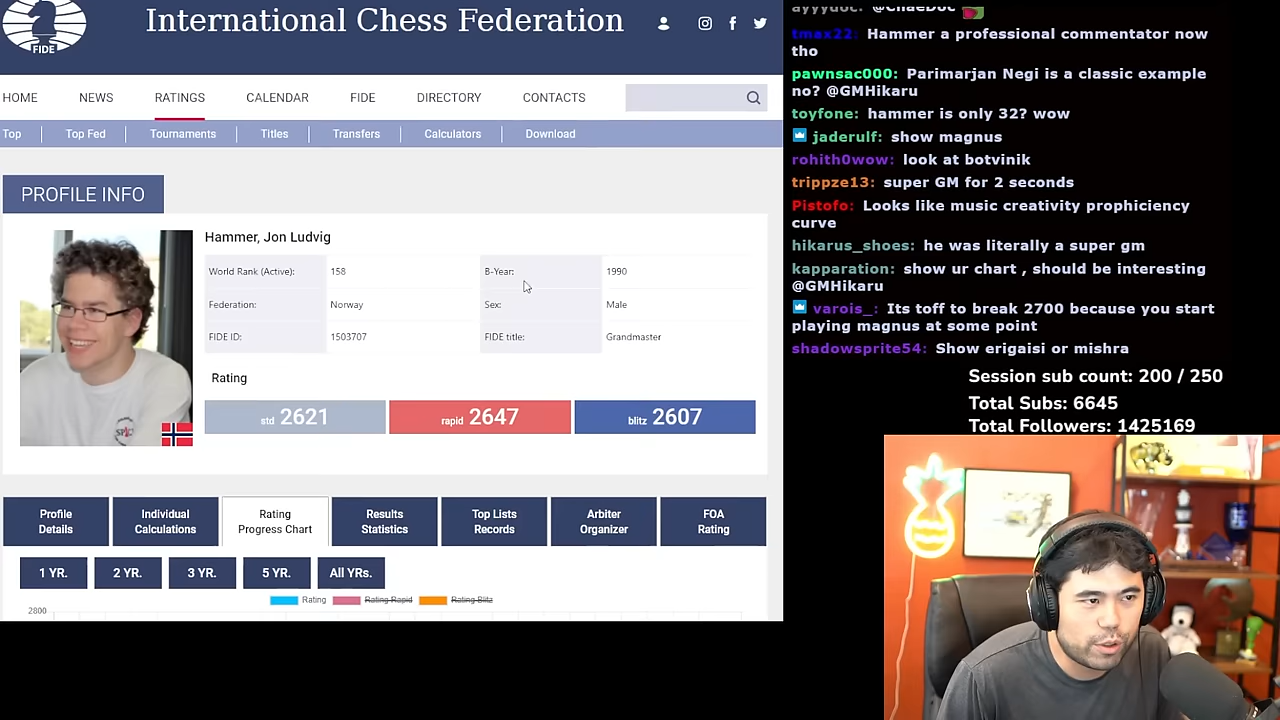 FIDE
International Chess Federation
HOME NEWS RATINGS CALENDAR FIDE DIRECTORY CONTACTS
Top Top Fed Tournaments Titles Transfers Calculators Download
PROFILE INFO
Hammer, Jon Ludvig
World Rank (Active): 158 B-Year: 1990
Federation: Norway Sex: Male
FIDE ID: 1503707 FIDE title: Grandmaster
Rating
std 2621 rapid 2647 blitz 2607
Profile Details
Individual Calculations
Rating Progress Chart
Results Statistics
Top Lists Records
Arbiter Organizer
FOA Rating
1 YR. 2 YR. 3 YR. 5 YR. All YRs.
Rating Rating Rapid Rating Blitz
2800
ayyydoc: @ChaeDoc
tmax22: Hammer a professional commentator now
tho
pawnsac000: Parimarjan Negi is a classic example
no? @GMHikaru
toyfone: hammer is only 32? wow
jaderulf: show magnus
rohith0wow: look at botvinik
trippze13: super GM for 2 seconds
Pistofo: Looks like music creativity prophiciency
curve
hikarus_shoes: he was literally a super gm
kapparation: show ur chart , should be interesting
@GMHikaru
varois_: Its toff to break 2700 because you start
playing magnus at some point
shadowsprite54: Show erigaisi or mishra
Session sub count: 200 / 250
Total Subs: 6645
Total Followers: 1425169